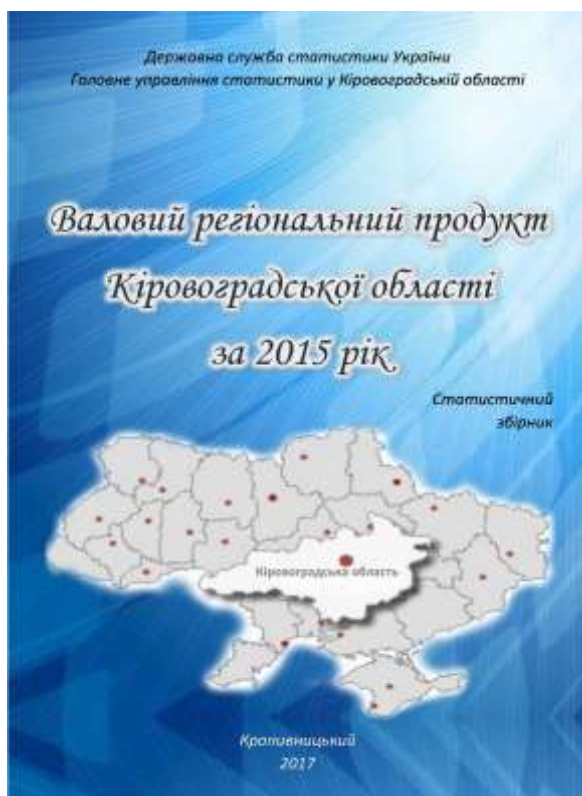 Державна служба статистики України
Головне управління статистики у Кіровоградській області
Валовий регіональний продукт
Кіровоградської області
за 2015 рік
Статистичний
збірник
Кіровоградська область
Кропивницький
2017